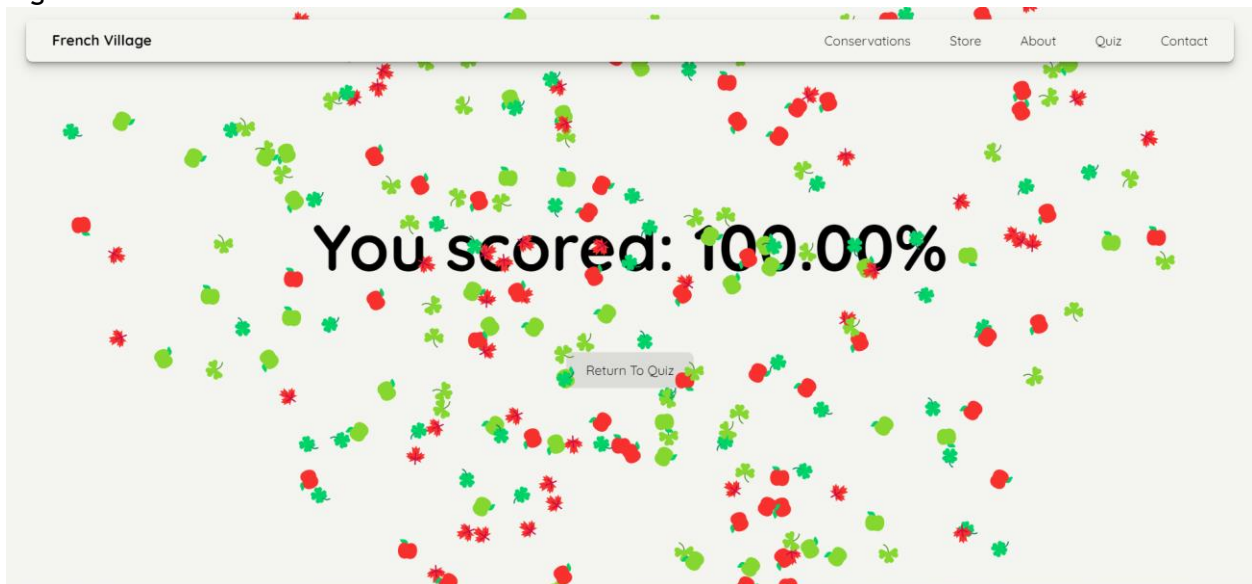 French Village
Conservations Store About Quiz Contact
You scored: 100.00%
Return To Quiz